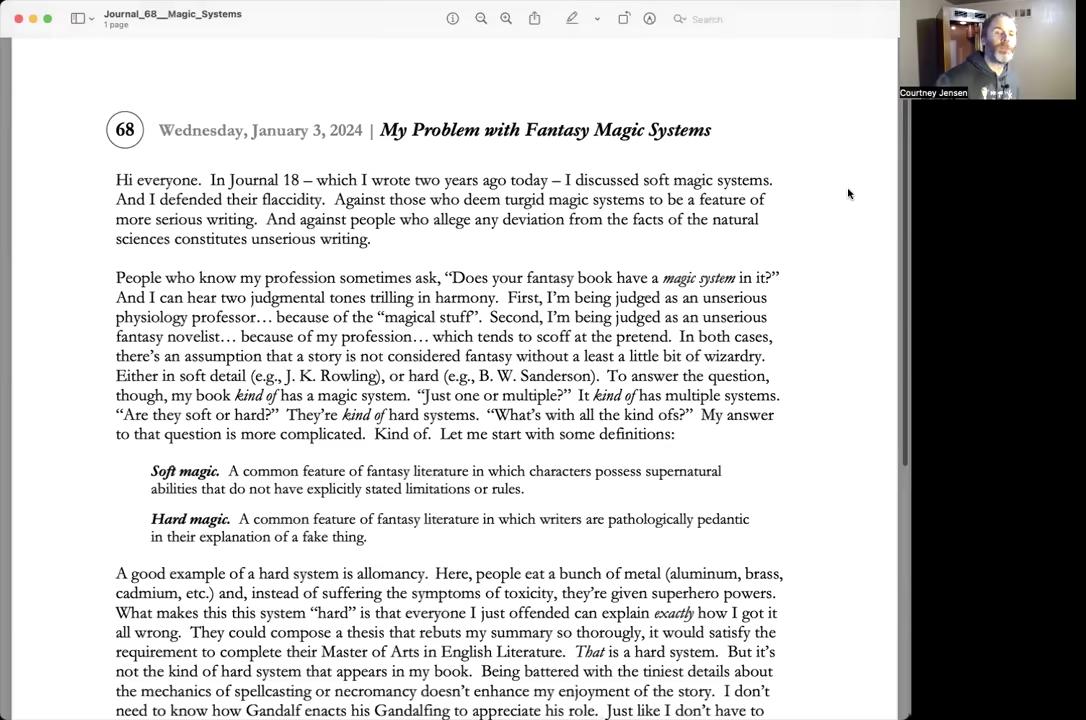 Journal_68__Magic_Systems
1 page
Search
Courtney Jensen
68 Wednesday, January 3, 2024 | My Problem with Fantasy Magic Systems
Hi everyone. In Journal 18 – which I wrote two years ago today – I discussed soft magic systems.
And I defended their flaccidity. Against those who deem turgid magic systems to be a feature of
more serious writing. And against people who allege any deviation from the facts of the natural
sciences constitutes unserious writing.
People who know my profession sometimes ask, “Does your fantasy book have a magic system in it?”
And I can hear two judgmental tones trilling in harmony. First, I’m being judged as an unserious
physiology professor… because of the “magical stuff”. Second, I’m being judged as an unserious
fantasy novelist… because of my profession… which tends to scoff at the pretend. In both cases,
there’s an assumption that a story is not considered fantasy without a least a little bit of wizardry.
Either in soft detail (e.g., J. K. Rowling), or hard (e.g., B. W. Sanderson). To answer the question,
though, my book kind of has a magic system. “Just one or multiple?” It kind of has multiple systems.
“Are they soft or hard?” They’re kind of hard systems. “What’s with all the kind ofs?” My answer
to that question is more complicated. Kind of. Let me start with some definitions:
Soft magic. A common feature of fantasy literature in which characters possess supernatural
abilities that do not have explicitly stated limitations or rules.
Hard magic. A common feature of fantasy literature in which writers are pathologically pedantic
in their explanation of a fake thing.
A good example of a hard system is allomancy. Here, people eat a bunch of metal (aluminum, brass,
cadmium, etc.) and, instead of suffering the symptoms of toxicity, they’re given superhero powers.
What makes this this system “hard” is that everyone I just offended can explain exactly how I got it
all wrong. They could compose a thesis that rebuts my summary so thorougly, it would satisfy the
requirement to complete their Master of Arts in English Literature. That is a hard system. But it’s
not the kind of hard system that appears in my book. Being battered with the tiniest details about
the mechanics of spellcasting or necromancy doesn’t enhance my enjoyment of the story. I don’t
need to know how Gandalf enacts his Gandalfing to appreciate his role. Just like I don’t have to